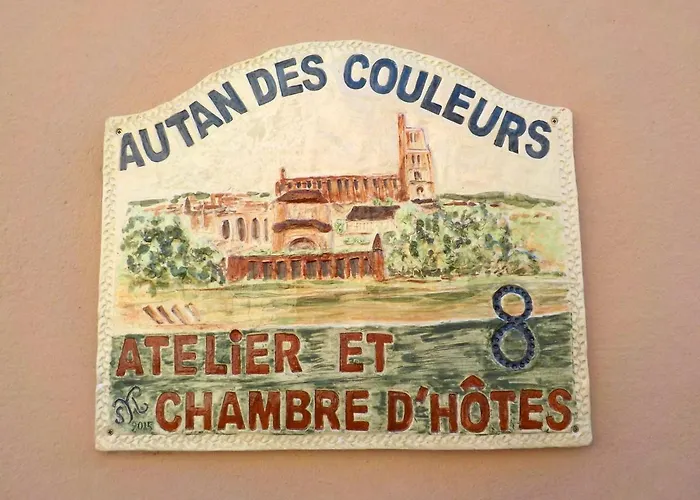 AUTAN DES COULEURS
8
ATELiER ET
CHAMBRE D'HÔTES
2015